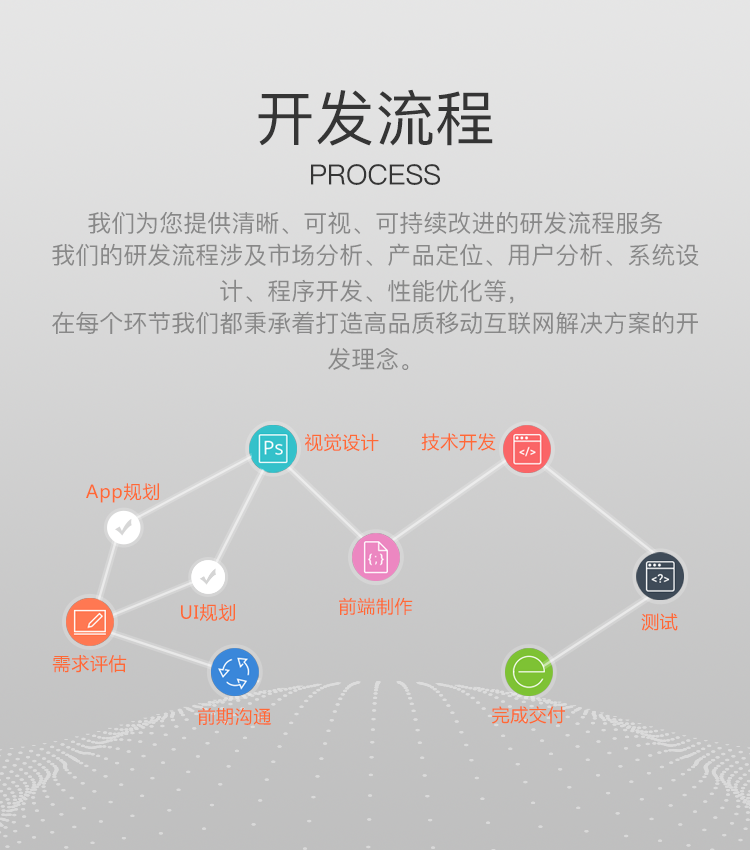 开发流程
PROCESS
我们为您提供清晰、可视、可持续改进的研发流程服务
我们的研发流程涉及市场分析、产品定位、用户分析、系统设
计、程序开发、性能优化等，
在每个环节我们都秉承着打造高品质移动互联网解决方案的开
发理念。
Ps
视觉设计
技术开发
</>
App规划
{;}
<?>
UI规划
前端制作
测试
需求评估
前期沟通
完成交付